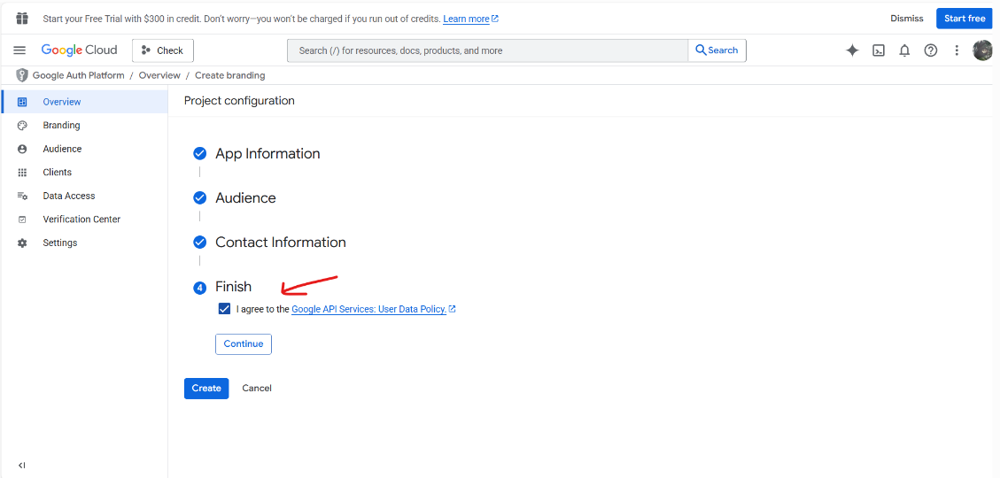 Start your Free Trial with $300 in credit. Don't worry—you won't be charged if you run out of credits. Learn more
Dismiss
Start free
Google Cloud
Check
Search (/) for resources, docs, products, and more
Search
Google Auth Platform / Overview / Create branding
Overview
Branding
Audience
Clients
Data Access
Verification Center
Settings
Project configuration
App Information
Audience
Contact Information
4 Finish
I agree to the Google API Services: User Data Policy.
Continue
Create
Cancel